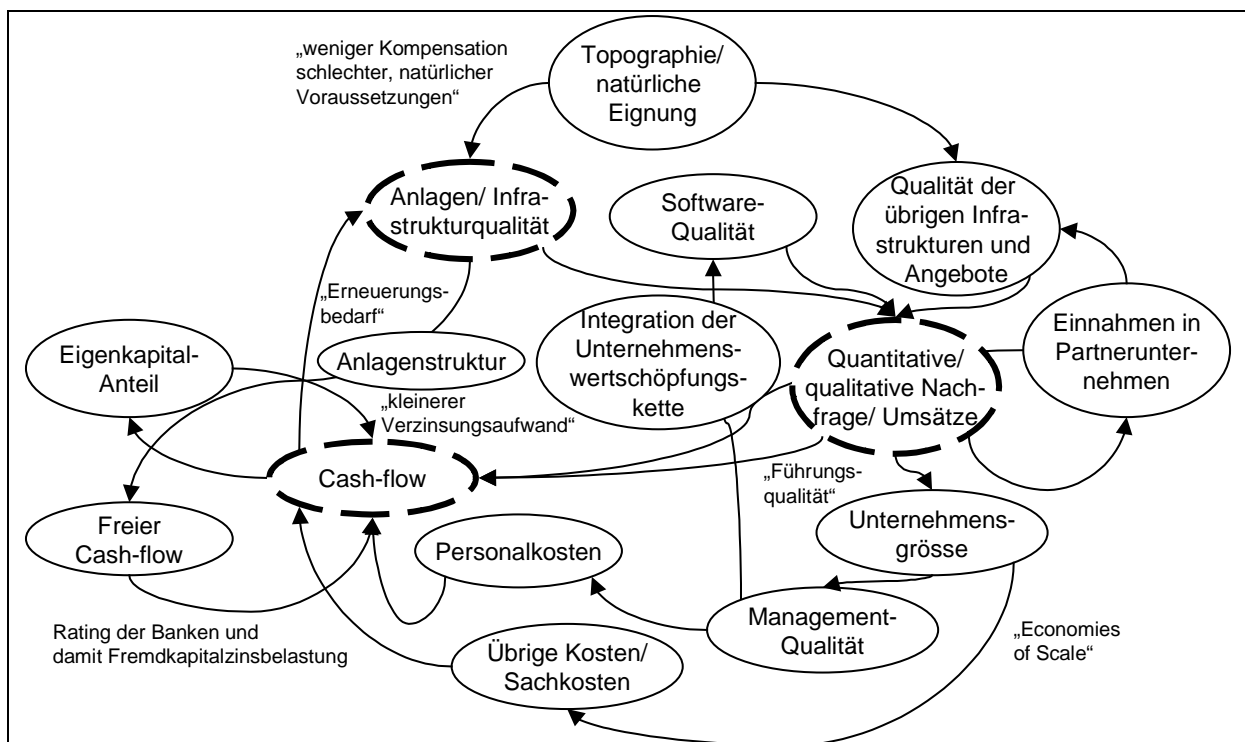 „weniger Kompensation
schlechter, natürlicher
Voraussetzungen“
Topographie/
natürliche
Eignung
Anlagen/ Infra-
strukturqualität
Software-
Qualität
Qualität der
übrigen Infra-
strukturen und
Angebote
„Erneuerungs-
bedarf“
Eigenkapital-
Anteil
Anlagenstruktur
Integration der
Unternehmens-
wertschöpfungs-
kette
Quantitative/
qualitative Nach-
frage/ Umsätze
Einnahmen in
Partnerunter-
nehmen
„kleinerer
Verzinsungsaufwand“
Cash-flow
„Führungs-
qualität“
Freier
Cash-flow
Personalkosten
Unternehmens-
grösse
Rating der Banken und
damit Fremdkapitalzinsbelastung
Management-
Qualität
Übrige Kosten/
Sachkosten
„Economies
of Scale“